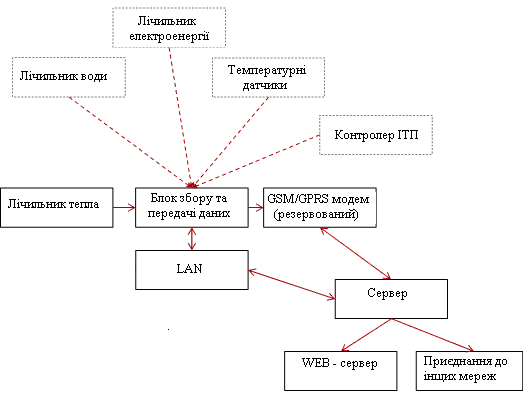 Лічильник
електроенергії
Лічильник води
Температурні
датчики
Контролер ІТП
Лічильник тепла
Блок збору та
передачі даних
GSM/GPRS модем
(резервований)
LAN
Сервер
WEB - сервер
Приєднання до
інщих мереж